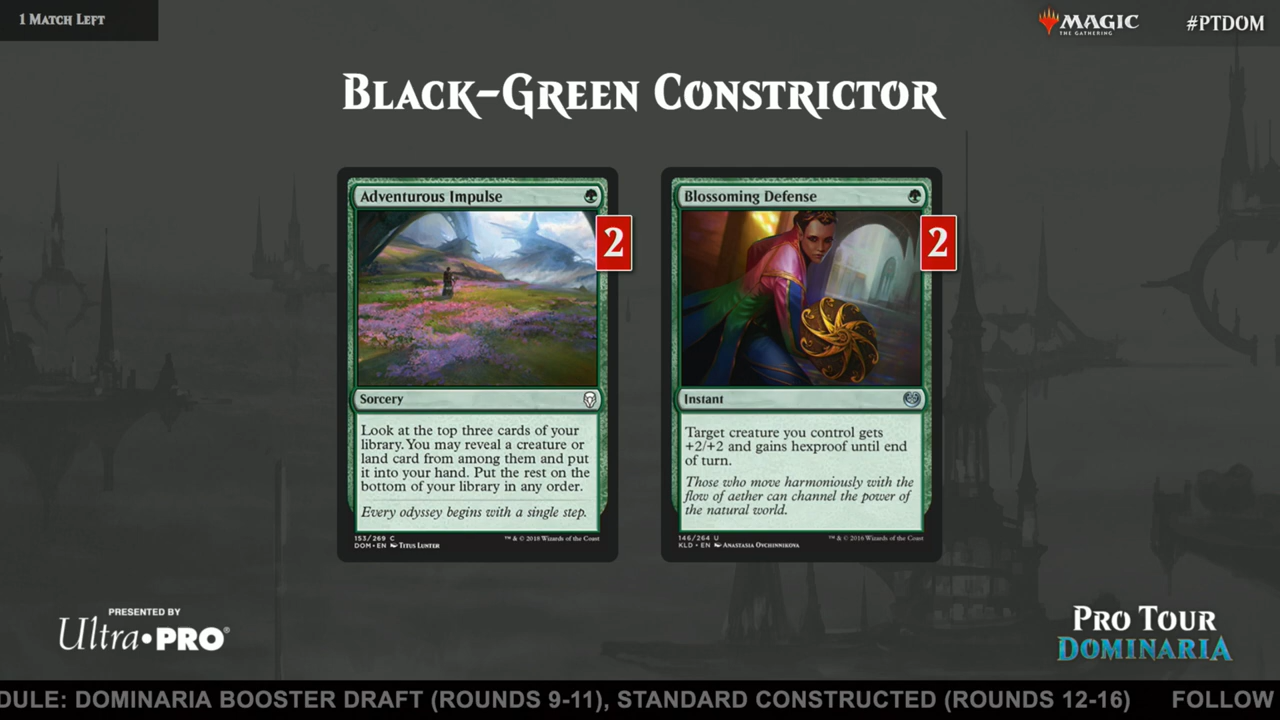 1 Match Left
MAGIC
THE GATHERING
#PTDOM
Black-Green Constrictor
Adventurous Impulse
2
Sorcery
Look at the top three cards of your
library. You may reveal a creature or
land card from among them and put
it into your hand. Put the rest on the
bottom of your library in any order.
Every odyssey begins with a single step.
153/269 C
DOM • EN Titus Lunter
™ & © 2018 Wizards of the Coast
Blossoming Defense
2
Instant
Target creature you control gets
+2/+2 and gains hexproof until end
of turn.
Those who move harmoniously with the
flow of aether can channel the power of
the natural world.
146/264 U
KLD • EN Anastasia Ovchinnikova
™ & © 2016 Wizards of the Coast
PRESENTED BY
Ultra•PRO®
Pro Tour
Dominaria
DULE: DOMINARIA BOOSTER DRAFT (ROUNDS 9-11), STANDARD CONSTRUCTED (ROUNDS 12-16) FOLLOW